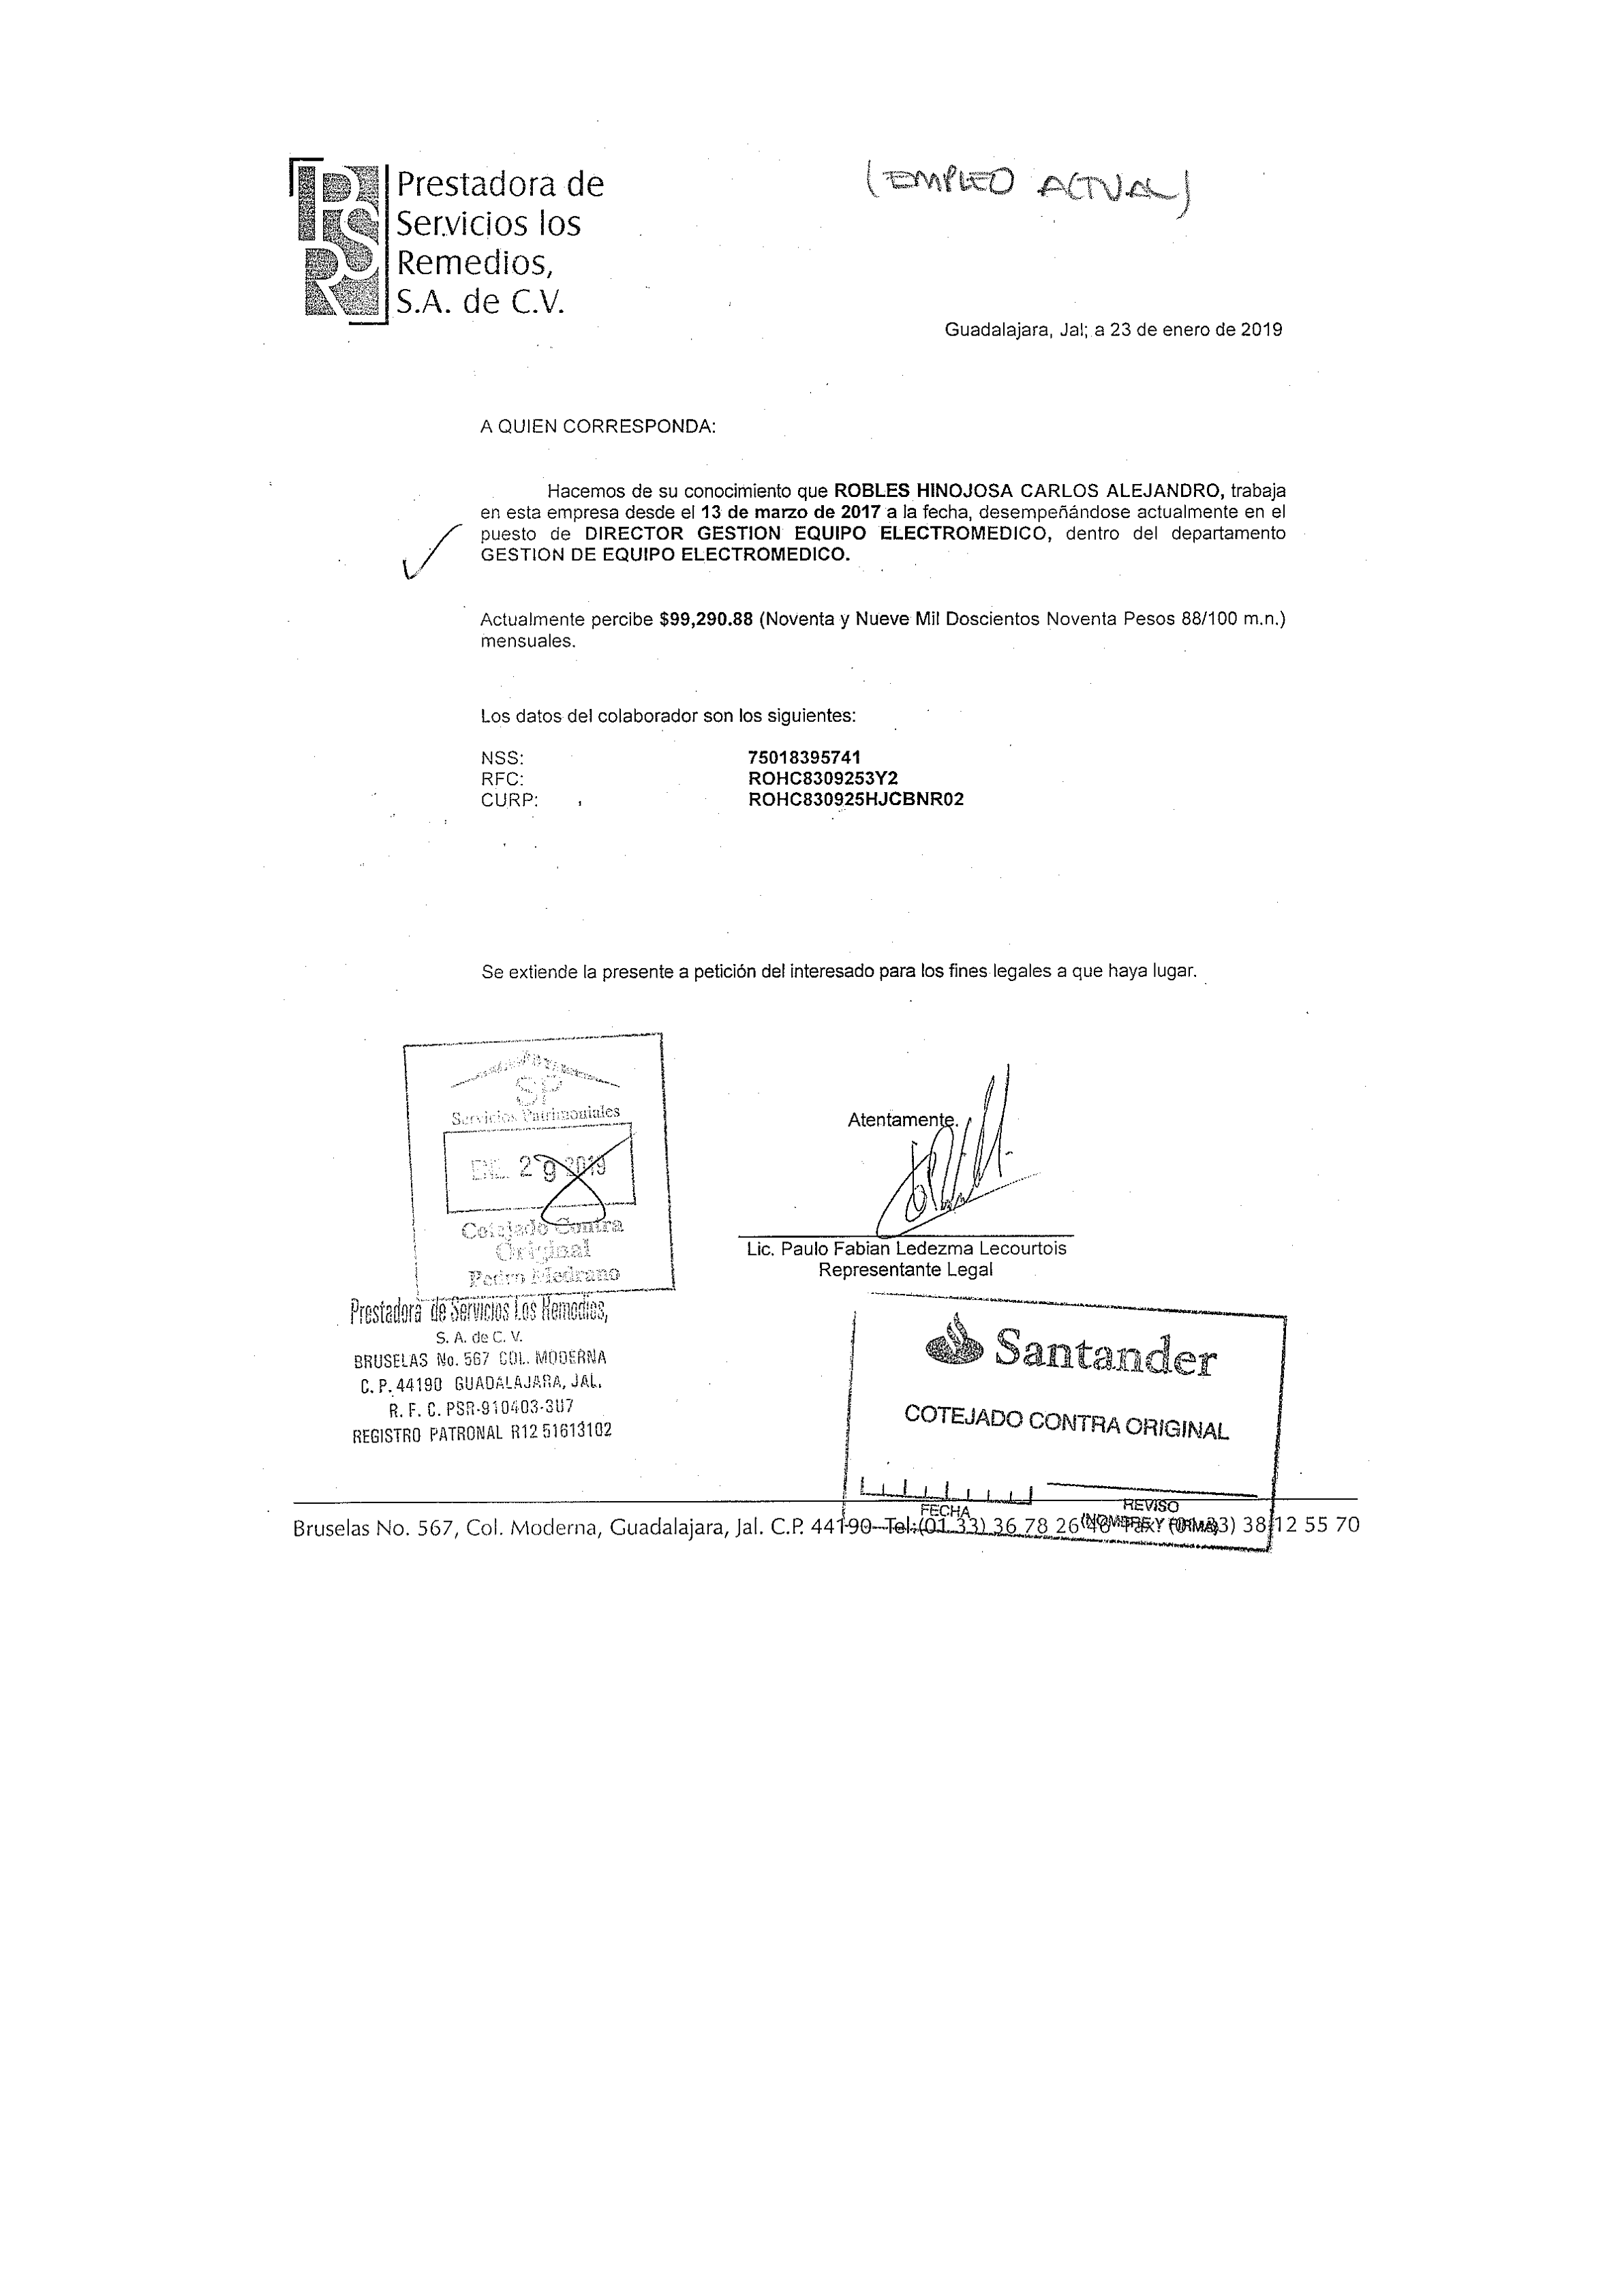 PSR
Prestadora de
Servicios los
Remedios,
S.A. de C.V.
(EMPLEO ACTUAL)
Guadalajara, Jal; a 23 de enero de 2019
A QUIEN CORRESPONDA:
Hacemos de su conocimiento que ROBLES HINOJOSA CARLOS ALEJANDRO, trabaja
en esta empresa desde el 13 de marzo de 2017 a la fecha, desempeñándose actualmente en el
puesto de DIRECTOR GESTION EQUIPO ELECTROMEDICO, dentro del departamento
GESTION DE EQUIPO ELECTROMEDICO.
Actualmente percibe $99,290.88 (Noventa y Nueve Mil Doscientos Noventa Pesos 88/100 m.n.)
mensuales.
Los datos del colaborador son los siguientes:
NSS: 75018395741
RFC: ROHC8309253Y2
CURP: ROHC830925HJCBNR02
Se extiende la presente a petición del interesado para los fines legales a que haya lugar.
SP
Servicios Patrimoniales
ENE. 29 2019
Cotejado Contra
Original
Pedro Medrano
Atentamente.
Lic. Paulo Fabian Ledezma Lecourtois
Representante Legal
Prestadora de Servicios Los Remedios,
S. A. de C. V.
BRUSELAS No. 567 COL. MODERNA
C. P. 44190 GUADALAJARA, JAL.
R. F. C. PSR-910403-3U7
REGISTRO PATRONAL R12 51613102
Santander
COTEJADO CONTRA ORIGINAL
FECHA
REVISO
(NOMBRE Y FIRMA)
Bruselas No. 567, Col. Moderna, Guadalajara, Jal. C.P. 44190 Tel:(01 33) 36 78 26 38 12 55 70